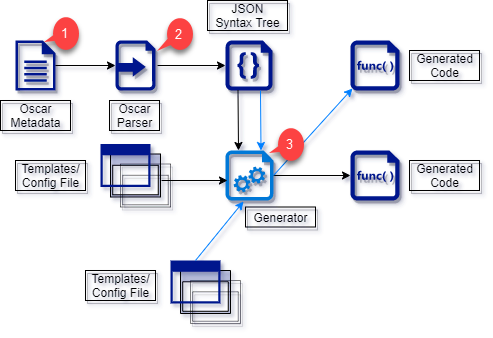 1
2
JSON
Syntax Tree
{ }
func( )
Generated
Code
Oscar
Metadata
Oscar
Parser
3
Templates/
Config File
func( )
Generated
Code
Generator
Templates/
Config File